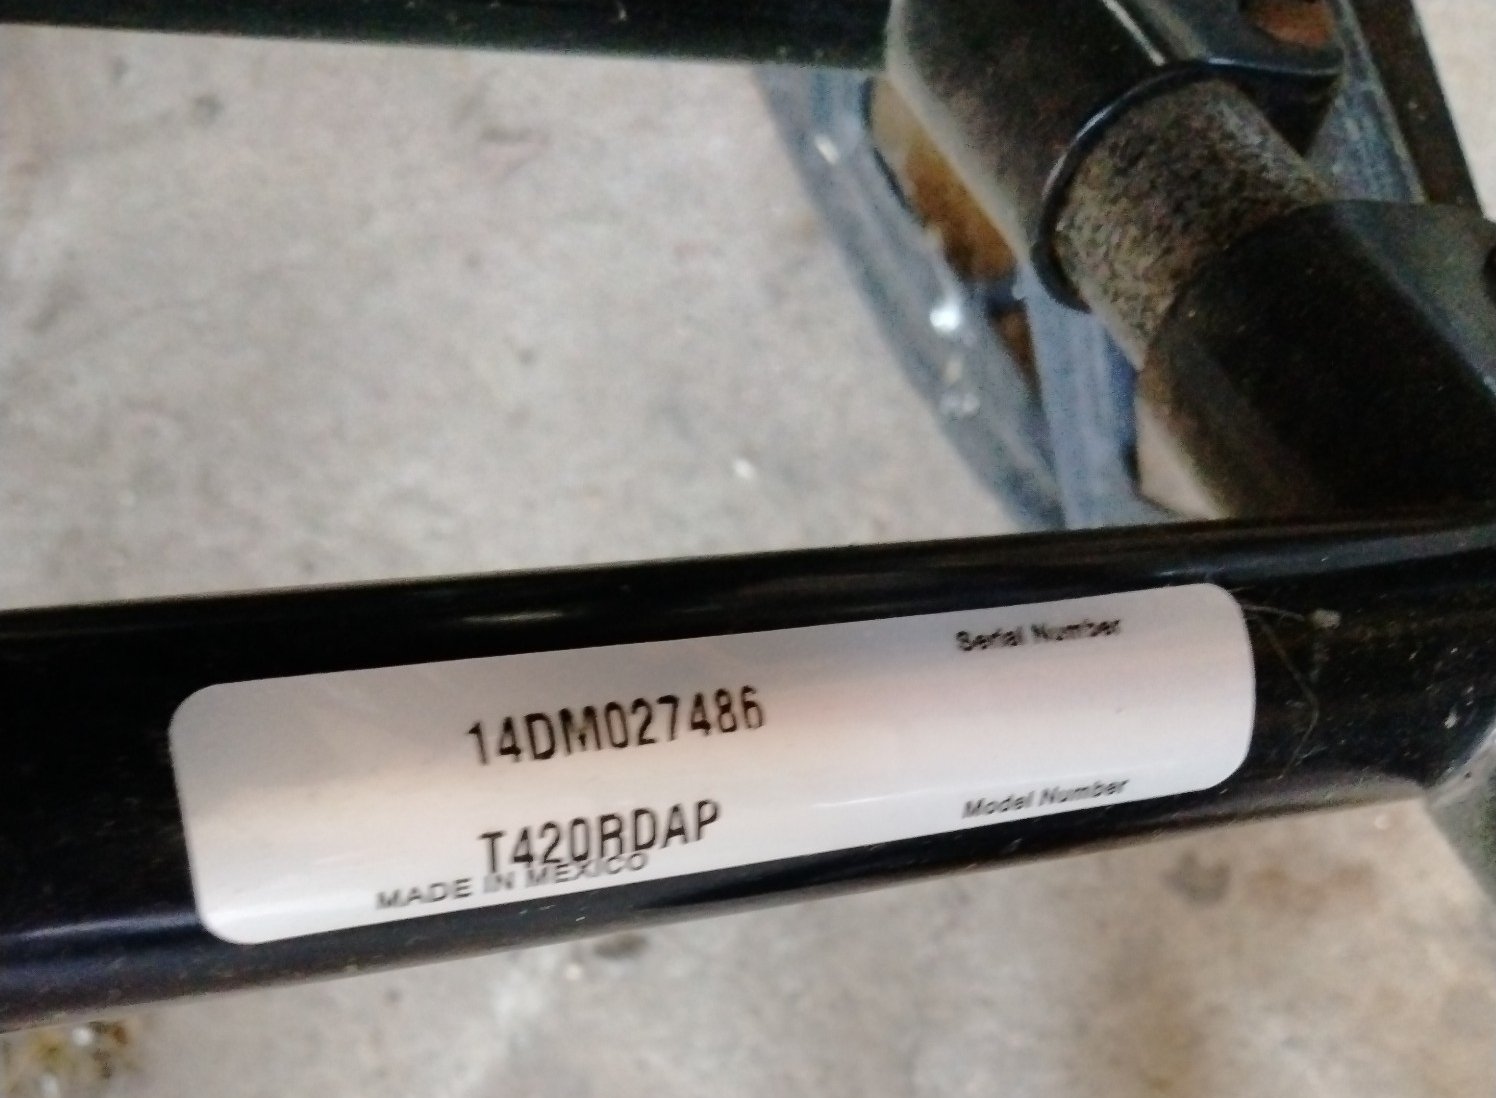 Serial Number
14DM027486
Model Number
T420RDAP
MADE IN MEXICO